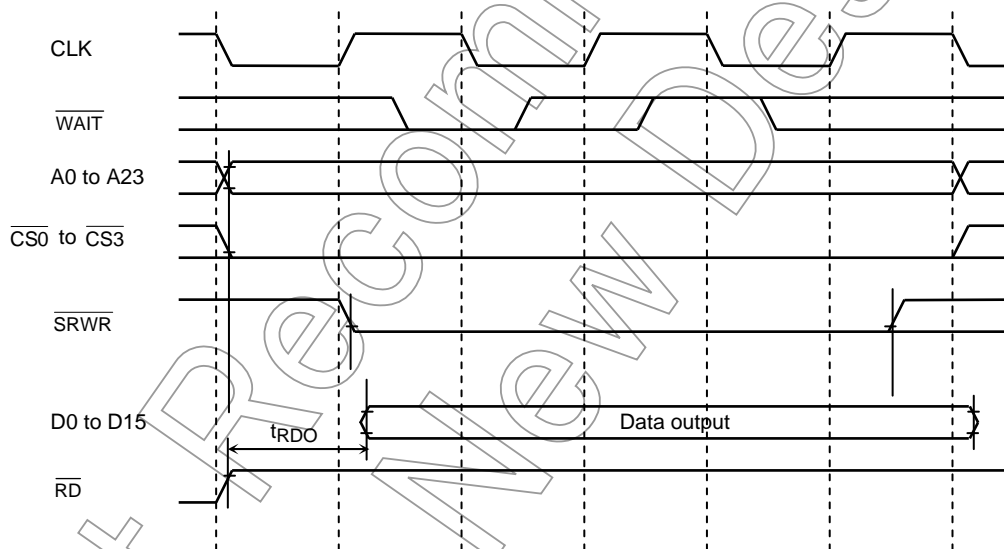 CLK
WAIT
A0 to A23
CS0 to CS3
SRWR
D0 to D15
tRDO
Data output
RD